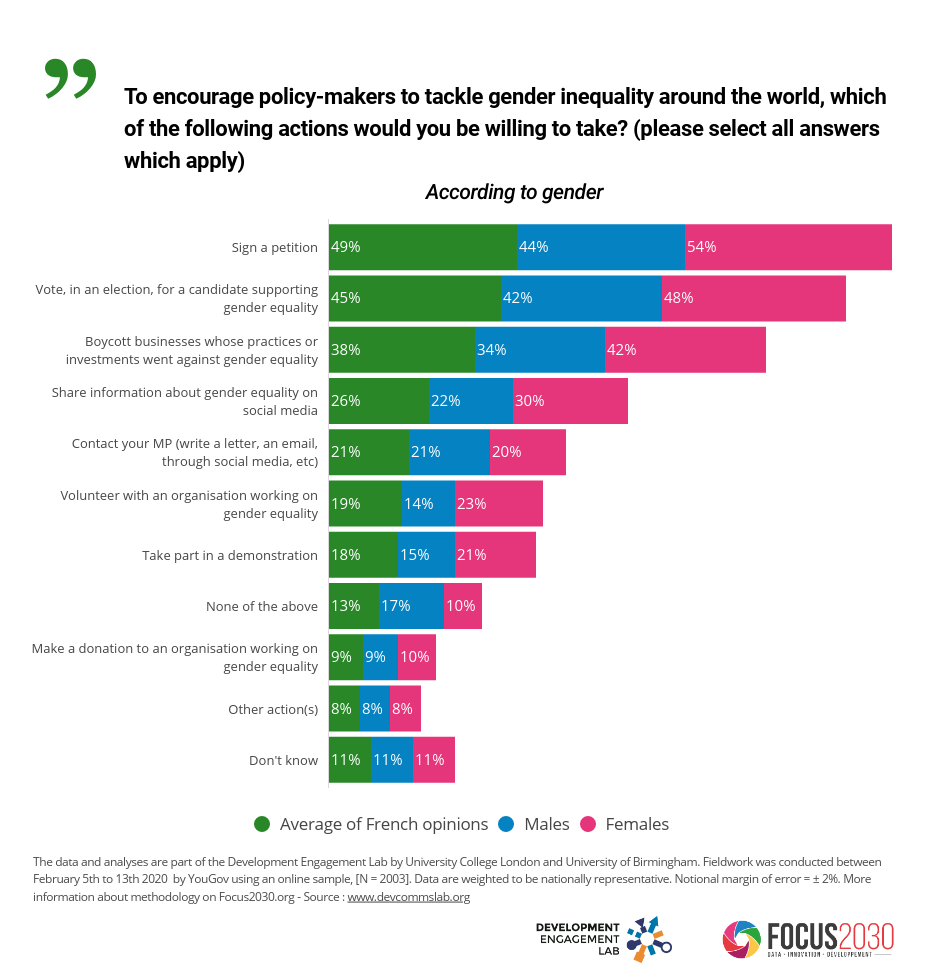 ”
To encourage policy-makers to tackle gender inequality around the world, which
of the following actions would you be willing to take? (please select all answers
which apply)
According to gender
Sign a petition 49% 44% 54%
Vote, in an election, for a candidate supporting
gender equality 45% 42% 48%
Boycott businesses whose practices or
investments went against gender equality 38% 34% 42%
Share information about gender equality on
social media 26% 22% 30%
Contact your MP (write a letter, an email,
through social media, etc) 21% 21% 20%
Volunteer with an organisation working on
gender equality 19% 14% 23%
Take part in a demonstration 18% 15% 21%
None of the above 13% 17% 10%
Make a donation to an organisation working on
gender equality 9% 9% 10%
Other action(s) 8% 8% 8%
Don't know 11% 11% 11%
Average of French opinions Males Females
The data and analyses are part of the Development Engagement Lab by University College London and University of Birmingham. Fieldwork was conducted between
February 5th to 13th 2020 by YouGov using an online sample, [N = 2003]. Data are weighted to be nationally representative. Notional margin of error = ± 2%. More
information about methodology on Focus2030.org - Source : www.devcommslab.org
DEVELOPMENT
ENGAGEMENT
LAB
FOCUS2030
DATA · INNOVATION · DEVELOPPEMENT